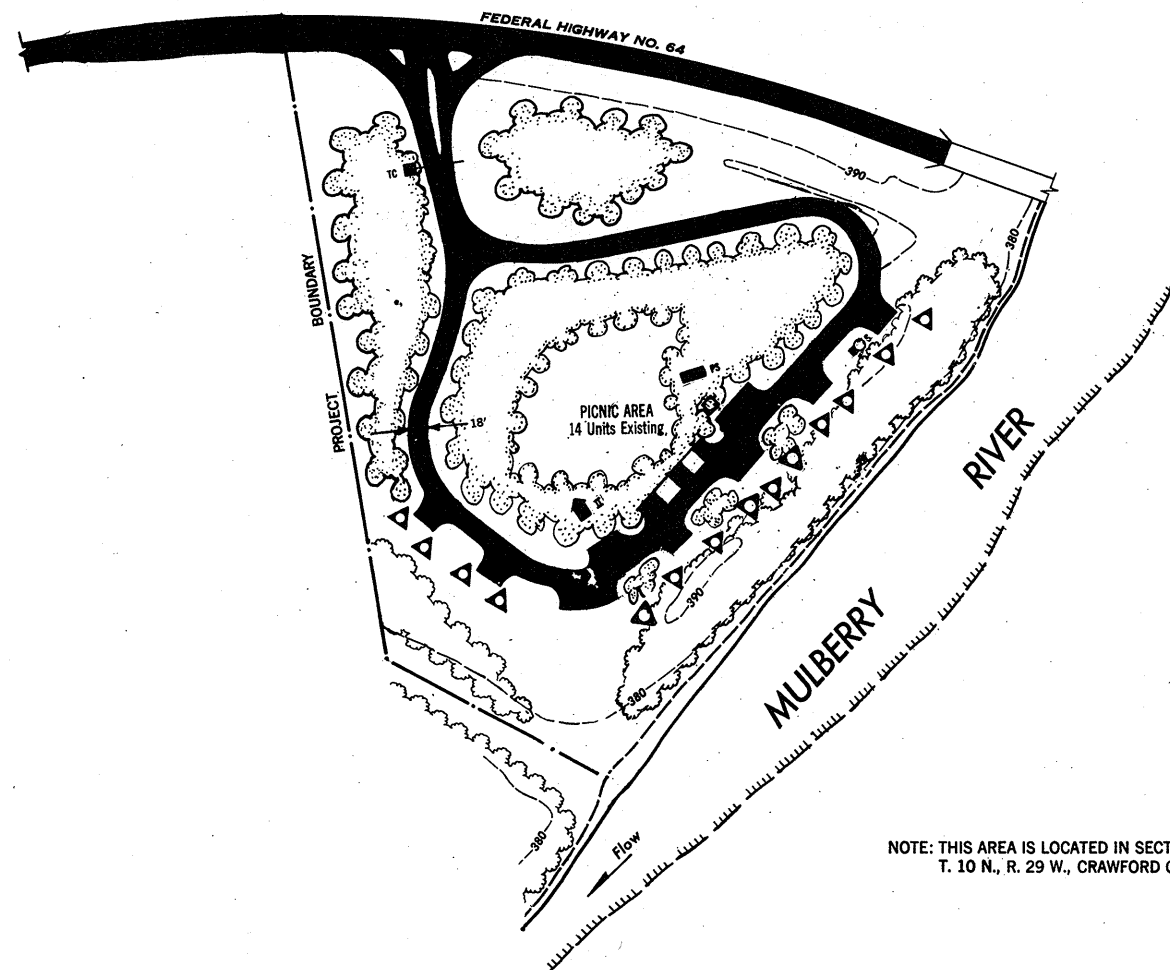 FEDERAL HIGHWAY NO. 64
TC
390
380
BOUNDARY
PROJECT
18'
PS
PICNIC AREA
14 Units Existing
RIVER
MULBERRY
390
380
380
Flow
NOTE: THIS AREA IS LOCATED IN SECT
T. 10 N., R. 29 W., CRAWFORD C